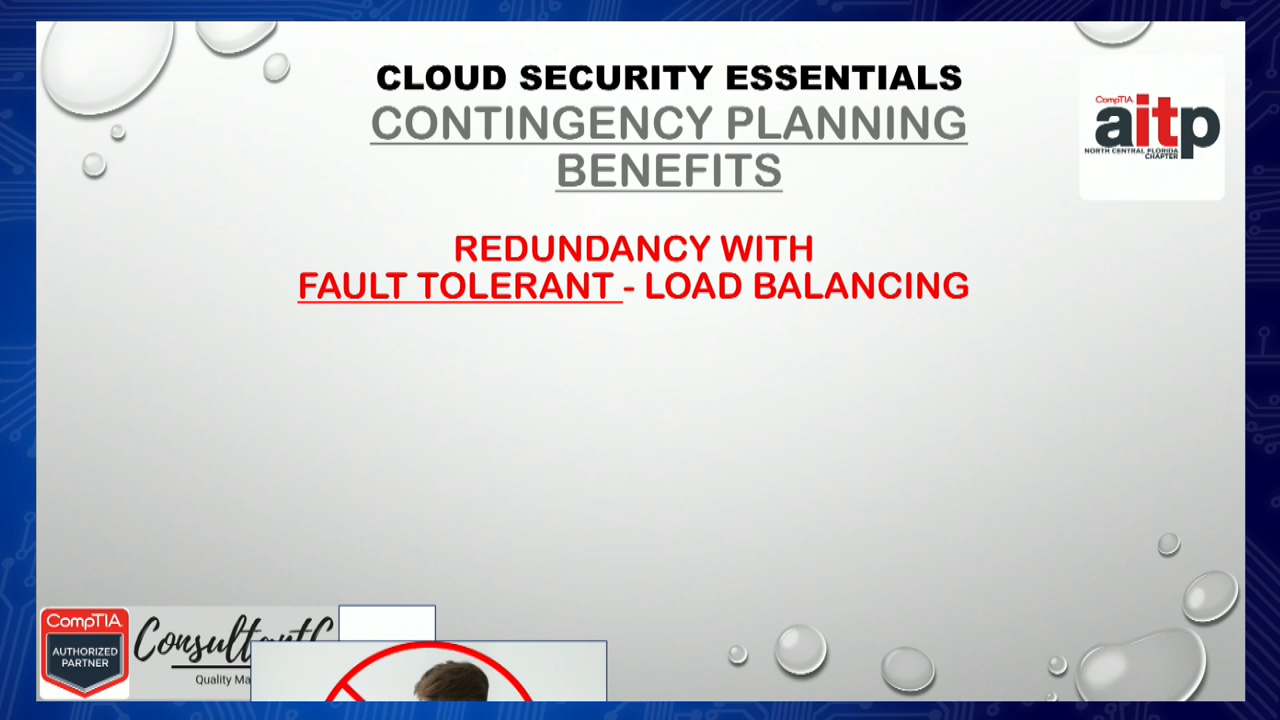 CLOUD SECURITY ESSENTIALS
CONTINGENCY PLANNING
BENEFITS
CompTIA
aitp
NORTH CENTRAL FLORIDA
CHAPTER
REDUNDANCY WITH
FAULT TOLERANT - LOAD BALANCING
CompTIA
AUTHORIZED
PARTNER
Quality